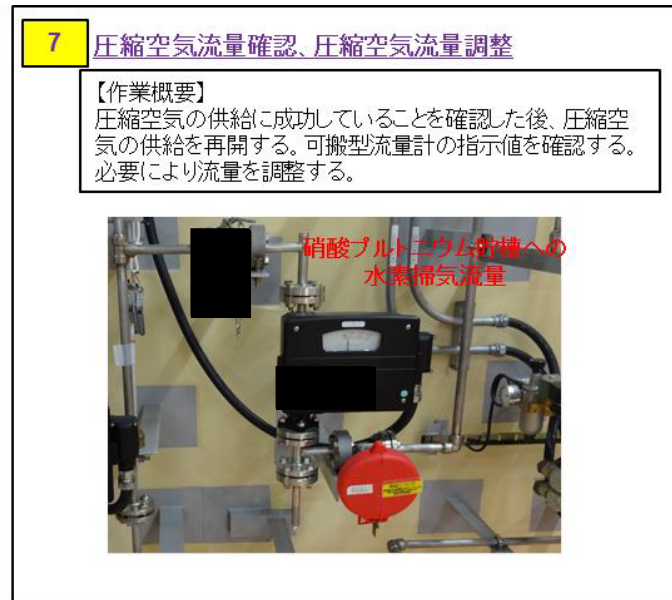 7 圧縮空気流量確認、圧縮空気流量調整
【作業概要】
圧縮空気の供給に成功していることを確認した後、圧縮空
気の供給を再開する。可搬型流量計の指示値を確認する。
必要により流量を調整する。
硝酸プルトニウム貯槽への
水素掃気流量